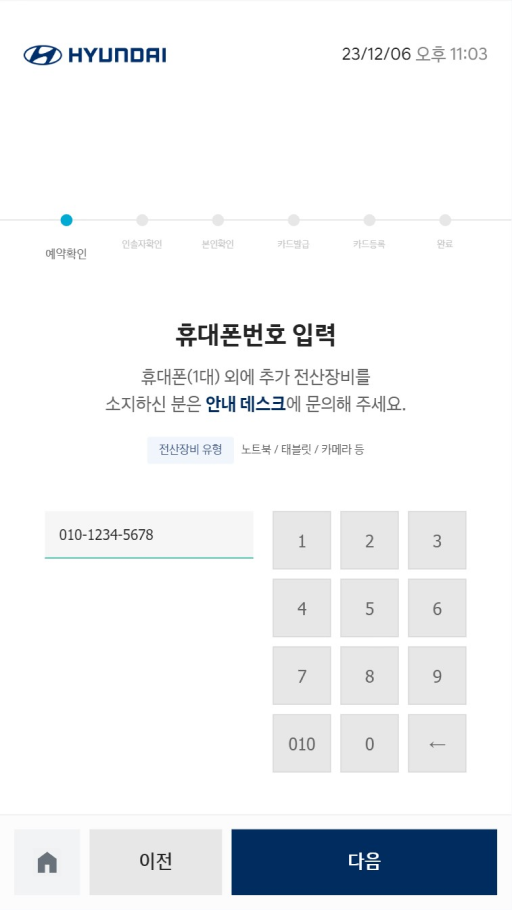 HYUNDAI
23/12/06 오후 11:03
예약확인 인솔자확인 본인확인 카드발급 카드등록 완료
휴대폰번호 입력
휴대폰(1대) 외에 추가 전산장비를
소지하신 분은 안내 데스크에 문의해 주세요.
전산장비 유형 노트북 / 태블릿 / 카메라 등
010-1234-5678
1 2 3
4 5 6
7 8 9
010 0 ←
이전 다음